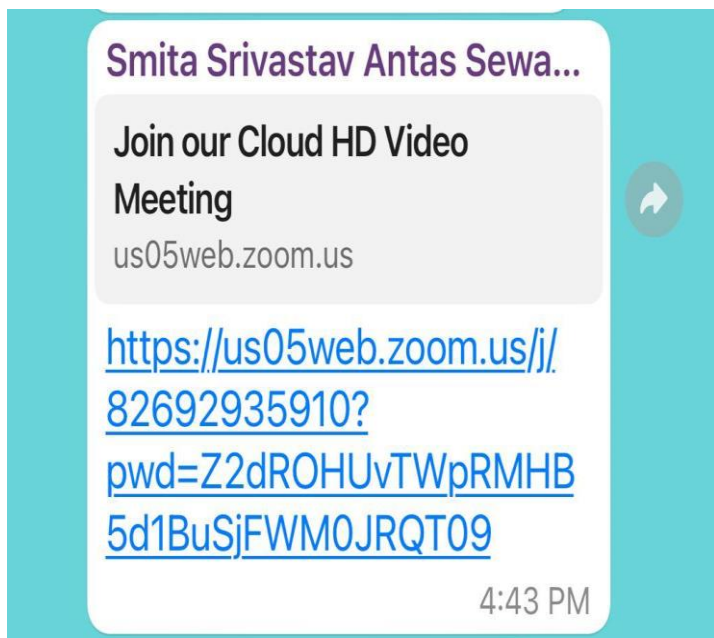 Smita Srivastav Antas Sewa...
Join our Cloud HD Video
Meeting
us05web.zoom.us
https://us05web.zoom.us/j/
82692935910?
pwd=Z2dROHUvTWpRMHB
5d1BuSjFWM0JRQT09
4:43 PM